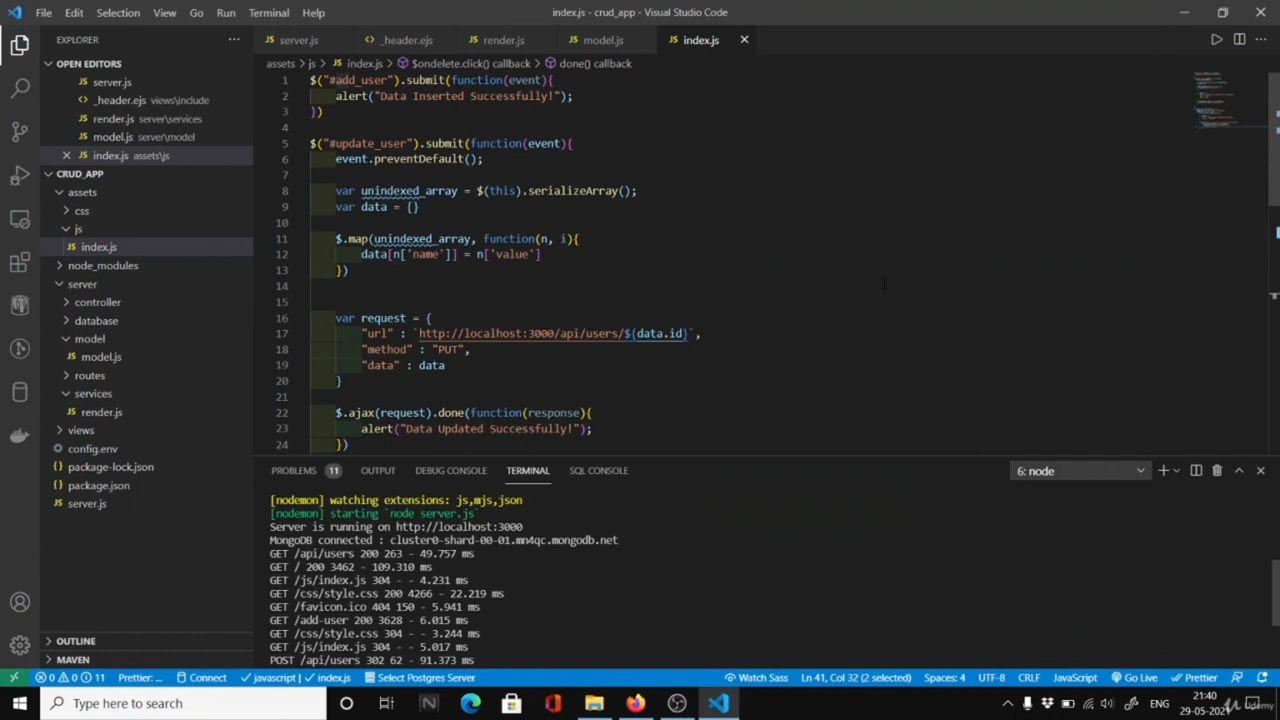 File Edit Selection View Go Run Terminal Help index.js - crud_app - Visual Studio Code
EXPLORER
OPEN EDITORS
server.js
_header.ejs views\include
render.js server\services
model.js server\model
index.js assets\js
CRUD_APP
assets
css
js
index.js
node_modules
server
controller
database
model
model.js
routes
services
render.js
views
config.env
package-lock.json
package.json
server.js
OUTLINE
MAVEN
JS server.js <> _header.ejs JS render.js JS model.js JS index.js
assets > js > JS index.js > $ondelete.click() callback > done() callback
1 $("#add_user").submit(function(event){
2 alert("Data Inserted Successfully!");
3 })
4
5 $("#update_user").submit(function(event){
6 event.preventDefault();
7
8 var unindexed_array = $(this).serializeArray();
9 var data = {}
10
11 $.map(unindexed_array, function(n, i){
12 data[n['name']] = n['value']
13 })
14
15
16 var request = {
17 "url" : `http://localhost:3000/api/users/${data.id}`,
18 "method" : "PUT",
19 "data" : data
20 }
21
22 $.ajax(request).done(function(response){
23 alert("Data Updated Successfully!");
24 })
PROBLEMS 11 OUTPUT DEBUG CONSOLE TERMINAL SQL CONSOLE 6: node
[nodemon] watching extensions: js,mjs,json
[nodemon] starting `node server.js`
Server is running on http://localhost:3000
MongoDB connected : cluster0-shard-00-01.mn4qc.mongodb.net
GET /api/users 200 263 - 49.757 ms
GET / 200 3462 - 109.310 ms
GET /js/index.js 304 - - 4.231 ms
GET /css/style.css 200 4266 - 22.219 ms
GET /favicon.ico 404 150 - 5.941 ms
GET /add-user 200 3628 - 6.015 ms
GET /css/style.css 304 - - 3.244 ms
GET /js/index.js 304 - - 5.017 ms
POST /api/users 302 62 - 91.373 ms
0 0 11 Prettier: ... Connect javascript | index.js Select Postgres Server Watch Sass Ln 41, Col 32 (2 selected) Spaces: 4 UTF-8 CRLF JavaScript Go Live Prettier
Type here to search ENG 21:40
29-05-2021
Udemy